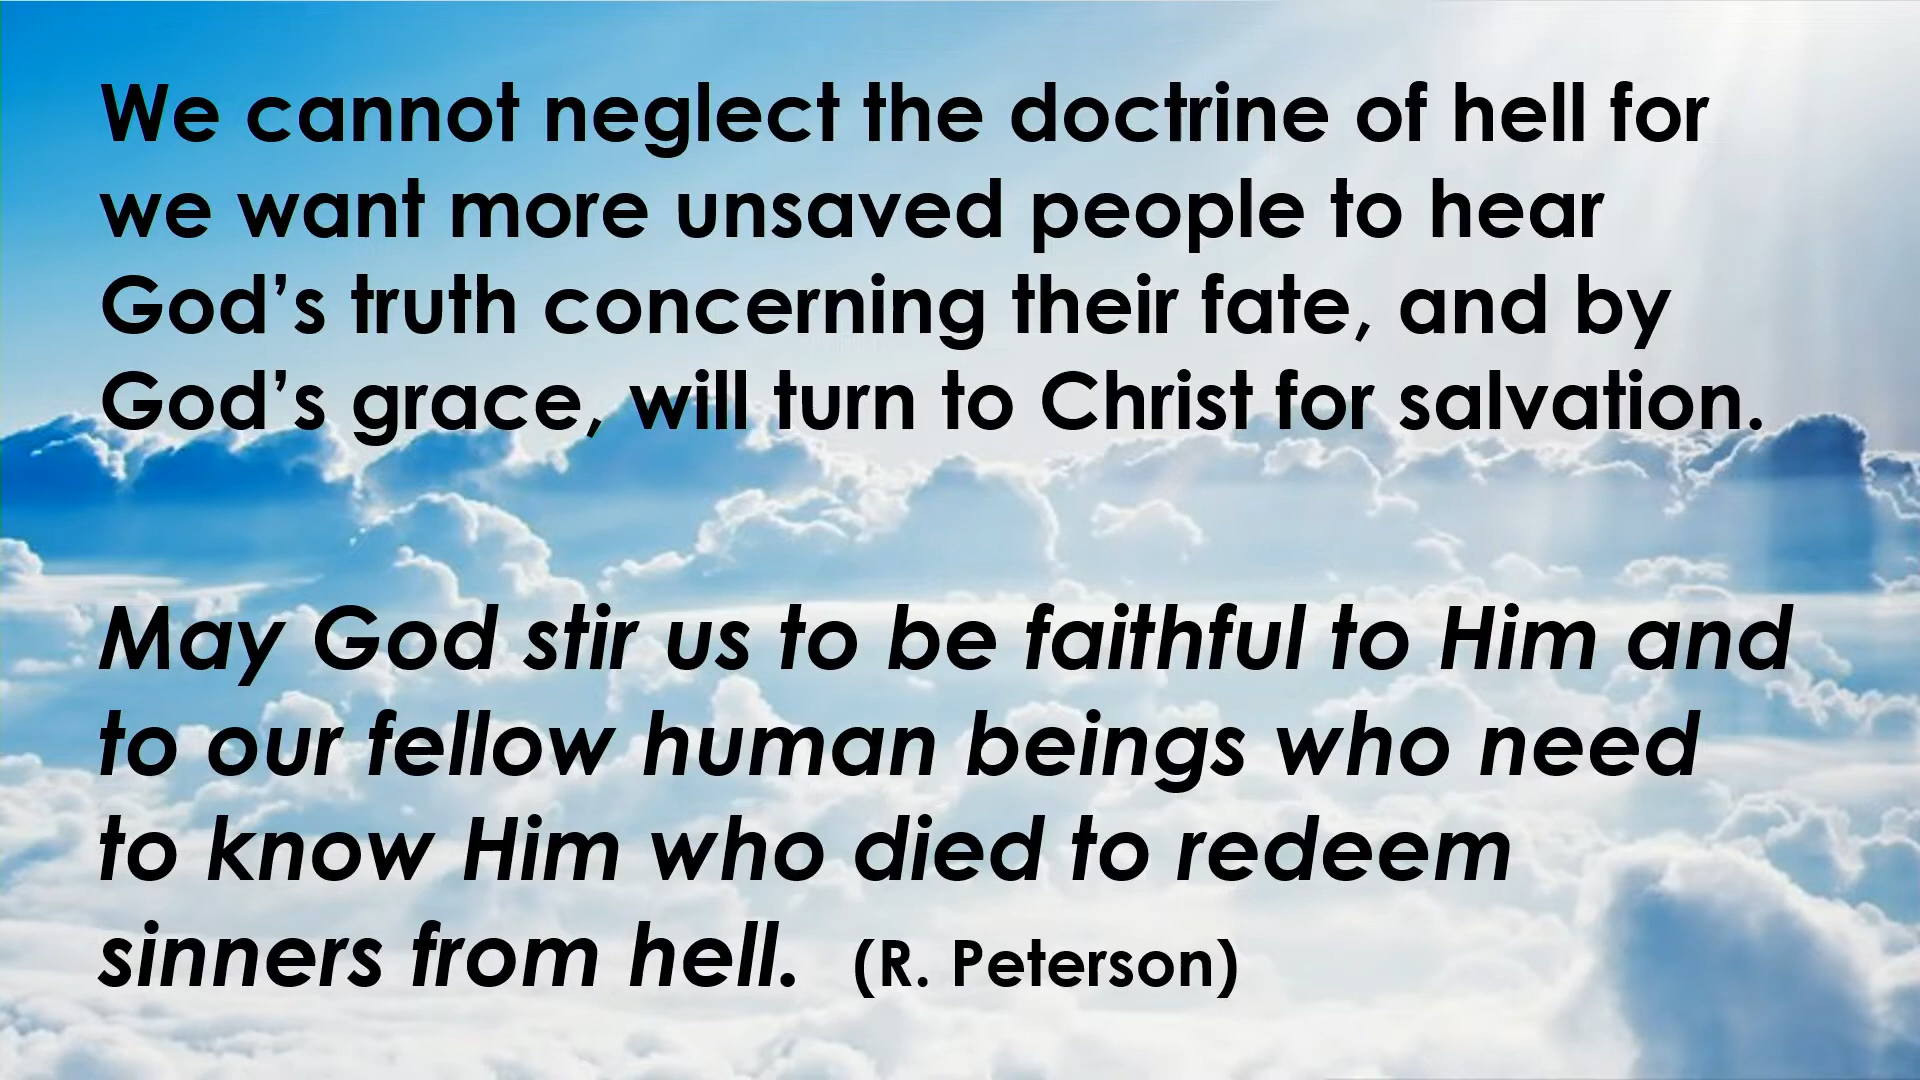 We cannot neglect the doctrine of hell for
we want more unsaved people to hear
God’s truth concerning their fate, and by
God’s grace, will turn to Christ for salvation.
May God stir us to be faithful to Him and
to our fellow human beings who need
to know Him who died to redeem
sinners from hell. (R. Peterson)